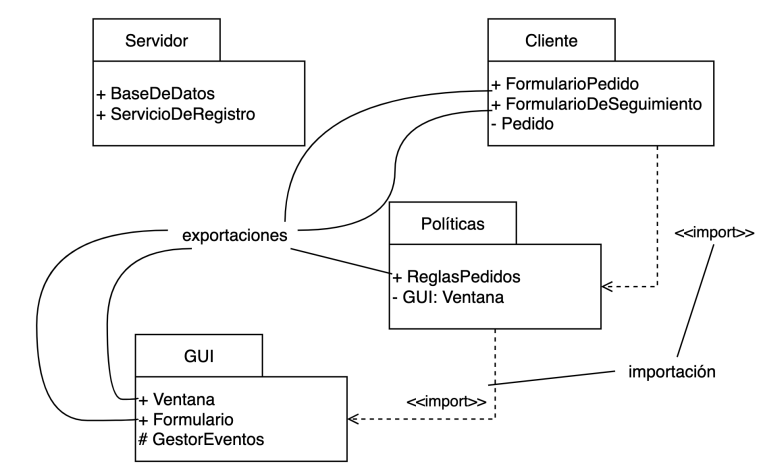 Servidor
+ BaseDeDatos
+ ServicioDeRegistro
Cliente
+ FormularioPedido
+ FormularioDeSeguimiento
- Pedido
exportaciones
Políticas
+ ReglasPedidos
- GUI: Ventana
<<import>>
importación
GUI
+ Ventana
+ Formulario
# GestorEventos
<<import>>